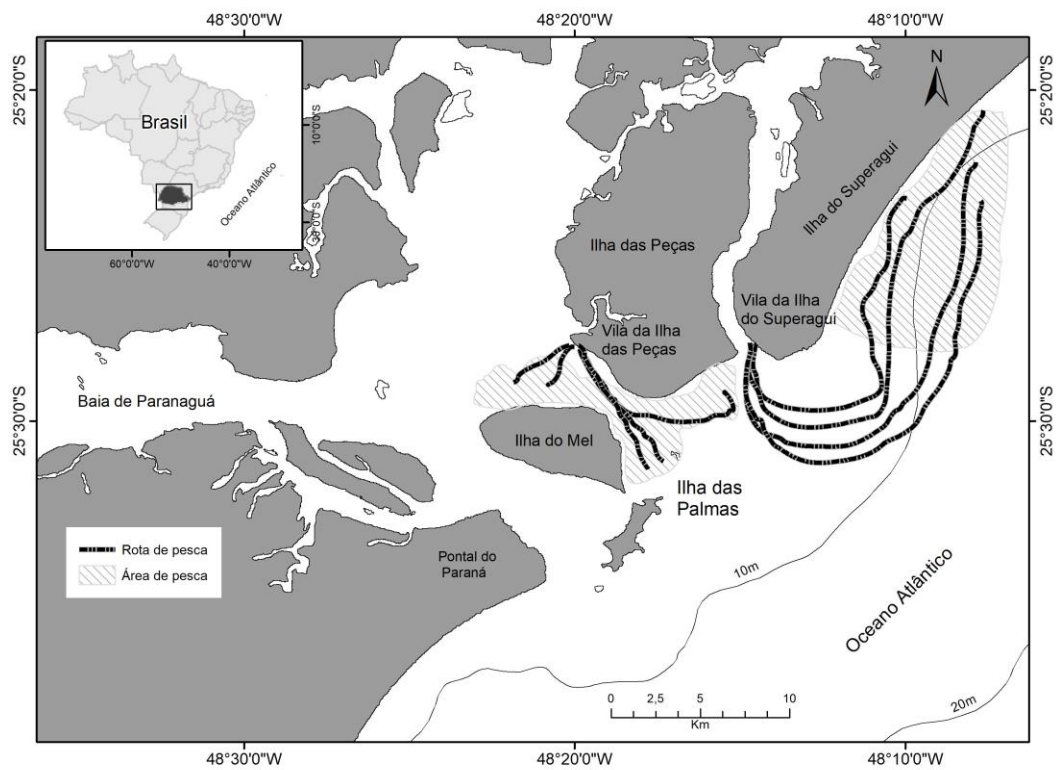 48°30'0"W
48°20'0"W
48°10'0"W
25°20'0"S
25°20'0"S
N
Brasil
10°0'0"S
Oceano Atlântico
60°0'0"W
40°0'0"W
Ilha do Superagui
Ilha das Peças
Vila da Ilha
do Superagui
Vila da Ilha
das Peças
Baia de Paranaguá
25°30'0"S
25°30'0"S
Ilha do Mel
Ilha das
Palmas
Rota de pesca
Área de pesca
Pontal do
Paraná
10m
Oceano Atlântico
0
2,5
5
10
Km
20m
48°30'0"W
48°20'0"W
48°10'0"W